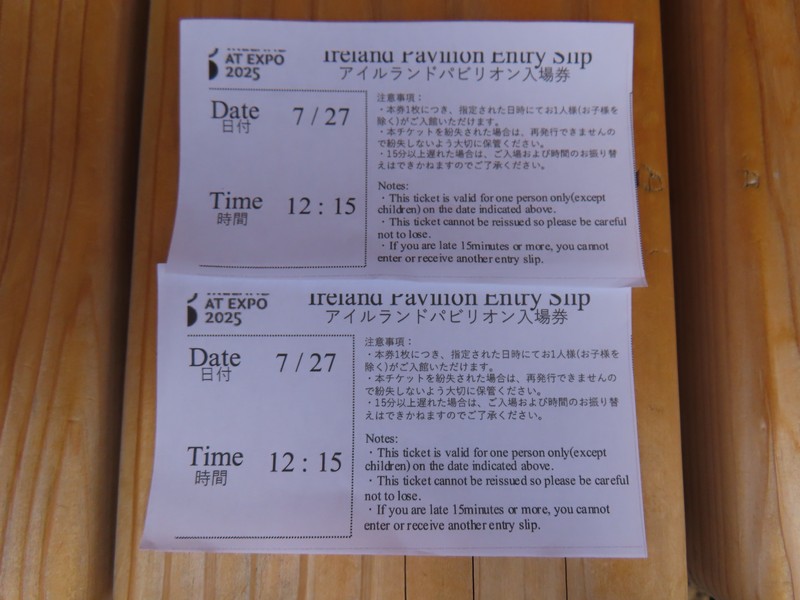 IRELAND
AT EXPO
2025
Ireland Pavilion Entry Slip
アイルランドパビリオン入場券
Date
日付
7 / 27
Time
時間
12 : 15
注意事項：
・本券1枚につき、指定された日時にてお1人様(お子様を
除く)がご入館いただけます。
・本チケットを紛失された場合は、再発行できませんの
で紛失しないよう大切に保管ください。
・15分以上遅れた場合は、ご入場および時間のお振り替
えはできかねますのでご了承ください。
Notes:
・This ticket is valid for one person only(except
children) on the date indicated above.
・This ticket cannot be reissued so please be careful
not to lose.
・If you are late 15minutes or more, you cannot
enter or receive another entry slip.
IRELAND
AT EXPO
2025
Ireland Pavilion Entry Slip
アイルランドパビリオン入場券
Date
日付
7 / 27
Time
時間
12 : 15
注意事項：
・本券1枚につき、指定された日時にてお1人様(お子様を
除く)がご入館いただけます。
・本チケットを紛失された場合は、再発行できませんの
で紛失しないよう大切に保管ください。
・15分以上遅れた場合は、ご入場および時間のお振り替
えはできかねますのでご了承ください。
Notes:
・This ticket is valid for one person only(except
children) on the date indicated above.
・This ticket cannot be reissued so please be careful
not to lose.
・If you are late 15minutes or more, you cannot
enter or receive another entry slip.